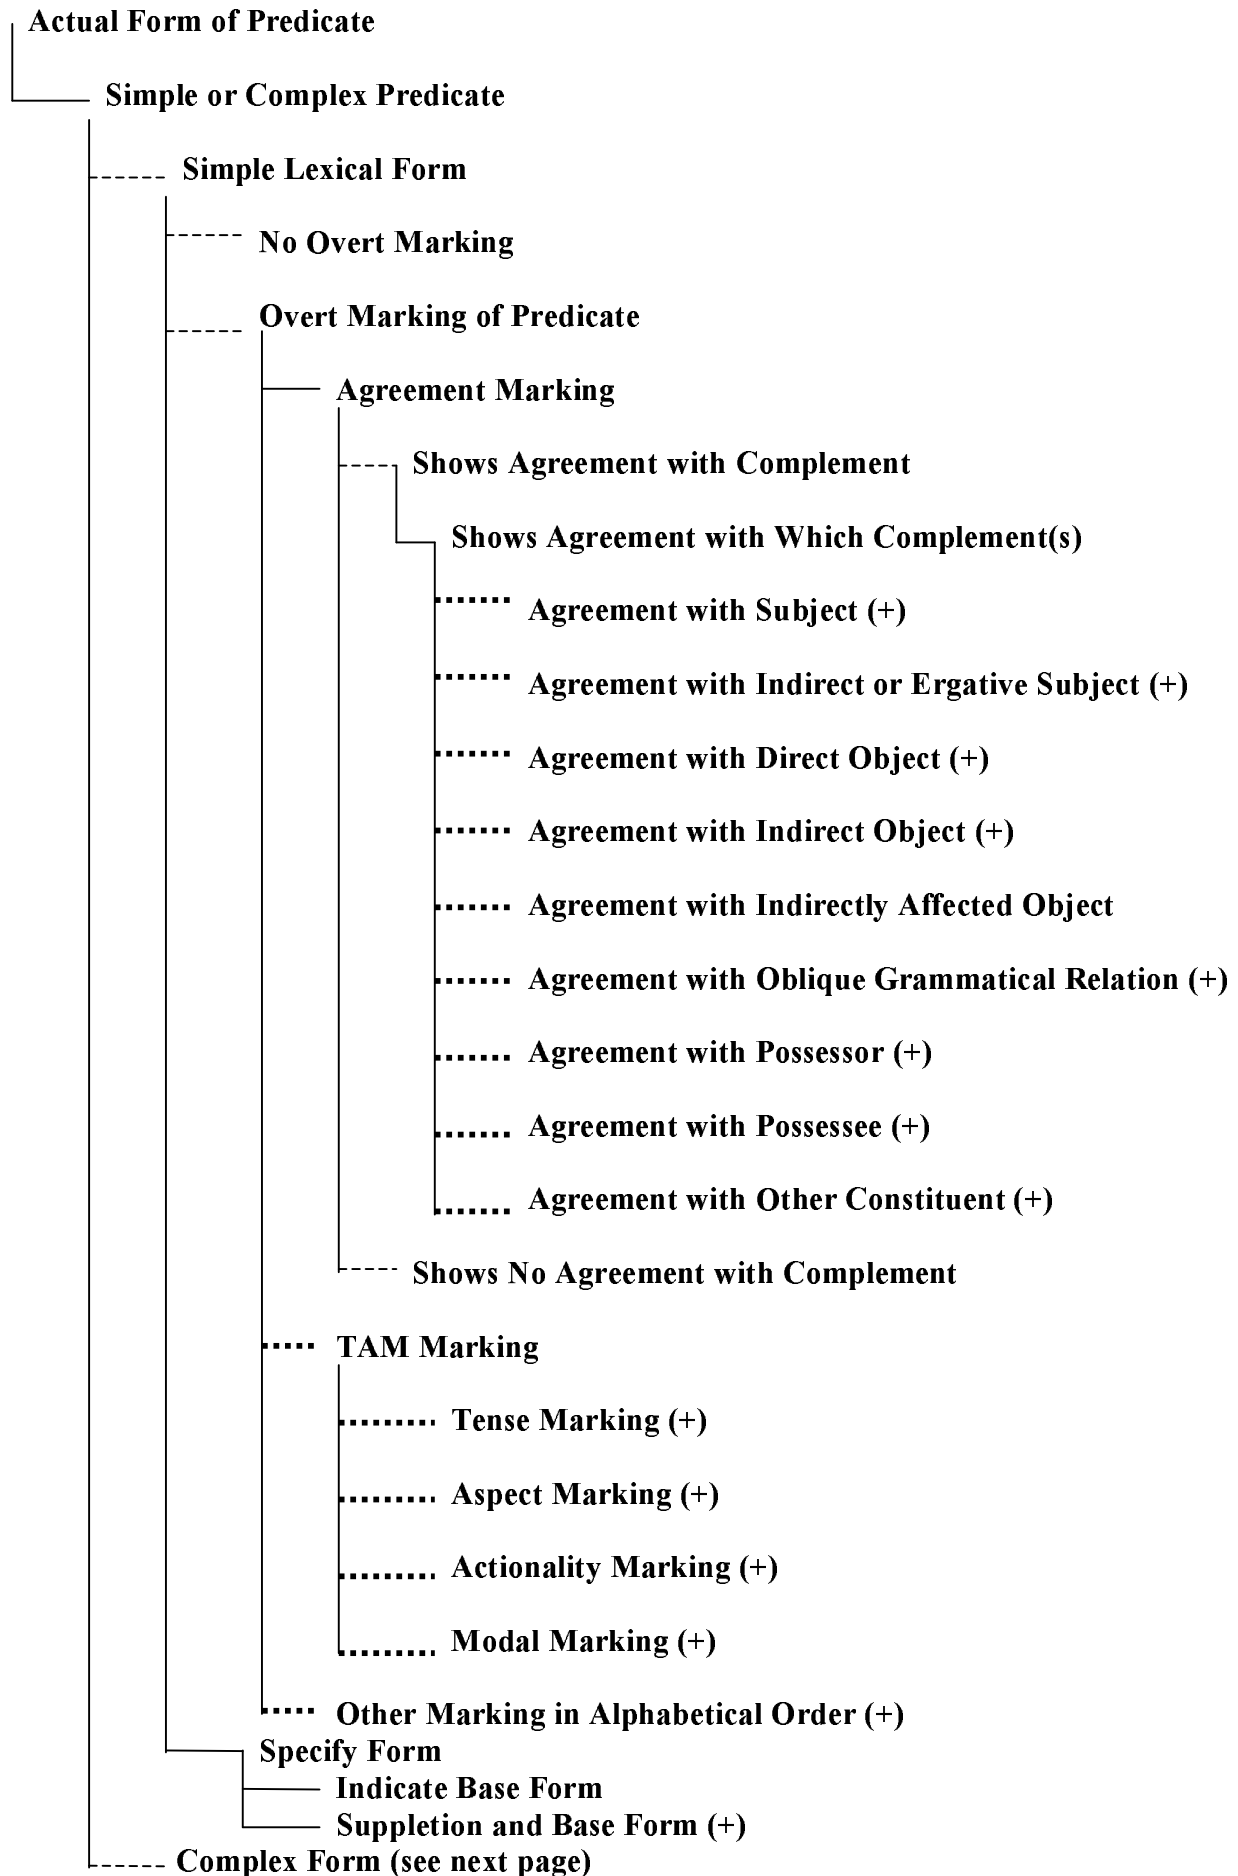 Actual Form of Predicate
Simple or Complex Predicate
Simple Lexical Form
No Overt Marking
Overt Marking of Predicate
Agreement Marking
Shows Agreement with Complement
Shows Agreement with Which Complement(s)
Agreement with Subject (+)
Agreement with Indirect or Ergative Subject (+)
Agreement with Direct Object (+)
Agreement with Indirect Object (+)
Agreement with Indirectly Affected Object
Agreement with Oblique Grammatical Relation (+)
Agreement with Possessor (+)
Agreement with Possessee (+)
Agreement with Other Constituent (+)
Shows No Agreement with Complement
TAM Marking
Tense Marking (+)
Aspect Marking (+)
Actionality Marking (+)
Modal Marking (+)
Other Marking in Alphabetical Order (+)
Specify Form
Indicate Base Form
Suppletion and Base Form (+)
Complex Form (see next page)